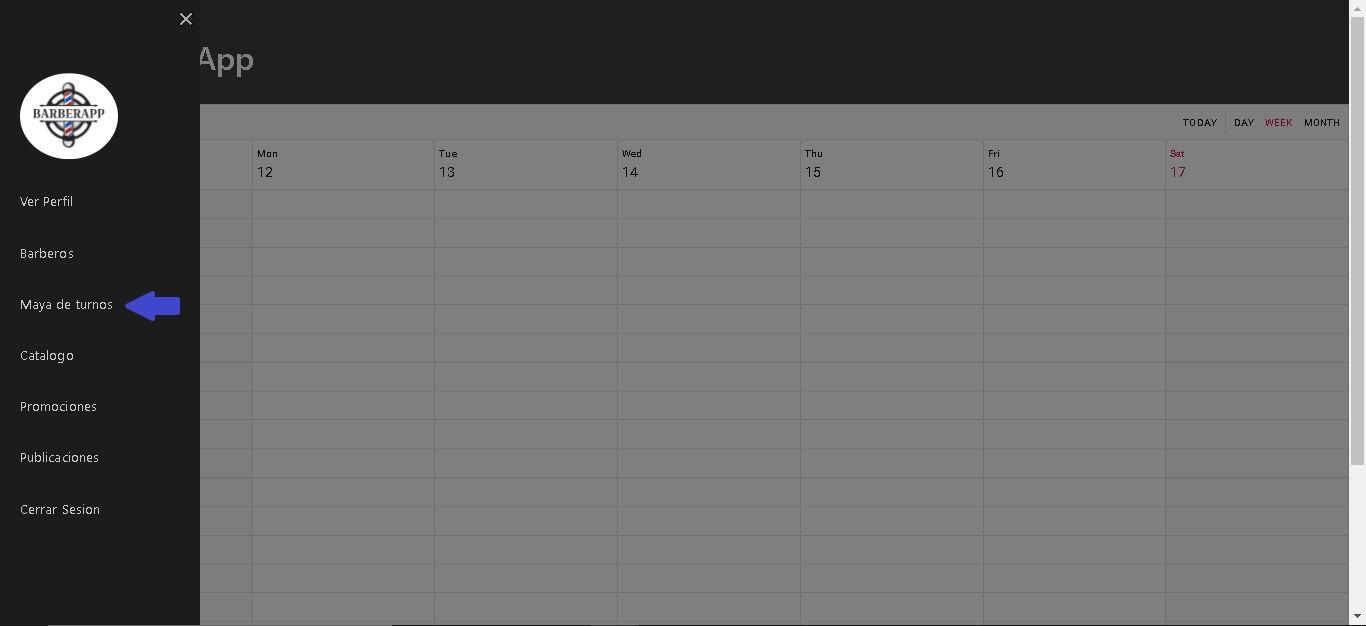 App
BARBERAPP
TODAY DAY WEEK MONTH
Mon Tue Wed Thu Fri Sat
12 13 14 15 16 17
Ver Perfil
Barberos
Maya de turnos
Catalogo
Promociones
Publicaciones
Cerrar Sesion